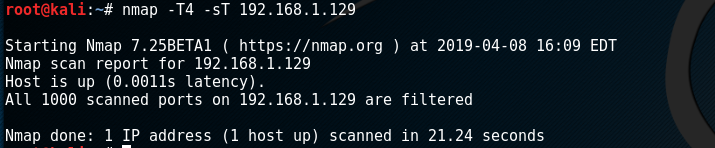 root@kali:~# nmap -T4 -sT 192.168.1.129
Starting Nmap 7.25BETA1 ( https://nmap.org ) at 2019-04-08 16:09 EDT
Nmap scan report for 192.168.1.129
Host is up (0.0011s latency).
All 1000 scanned ports on 192.168.1.129 are filtered
Nmap done: 1 IP address (1 host up) scanned in 21.24 seconds
root@kali:~#